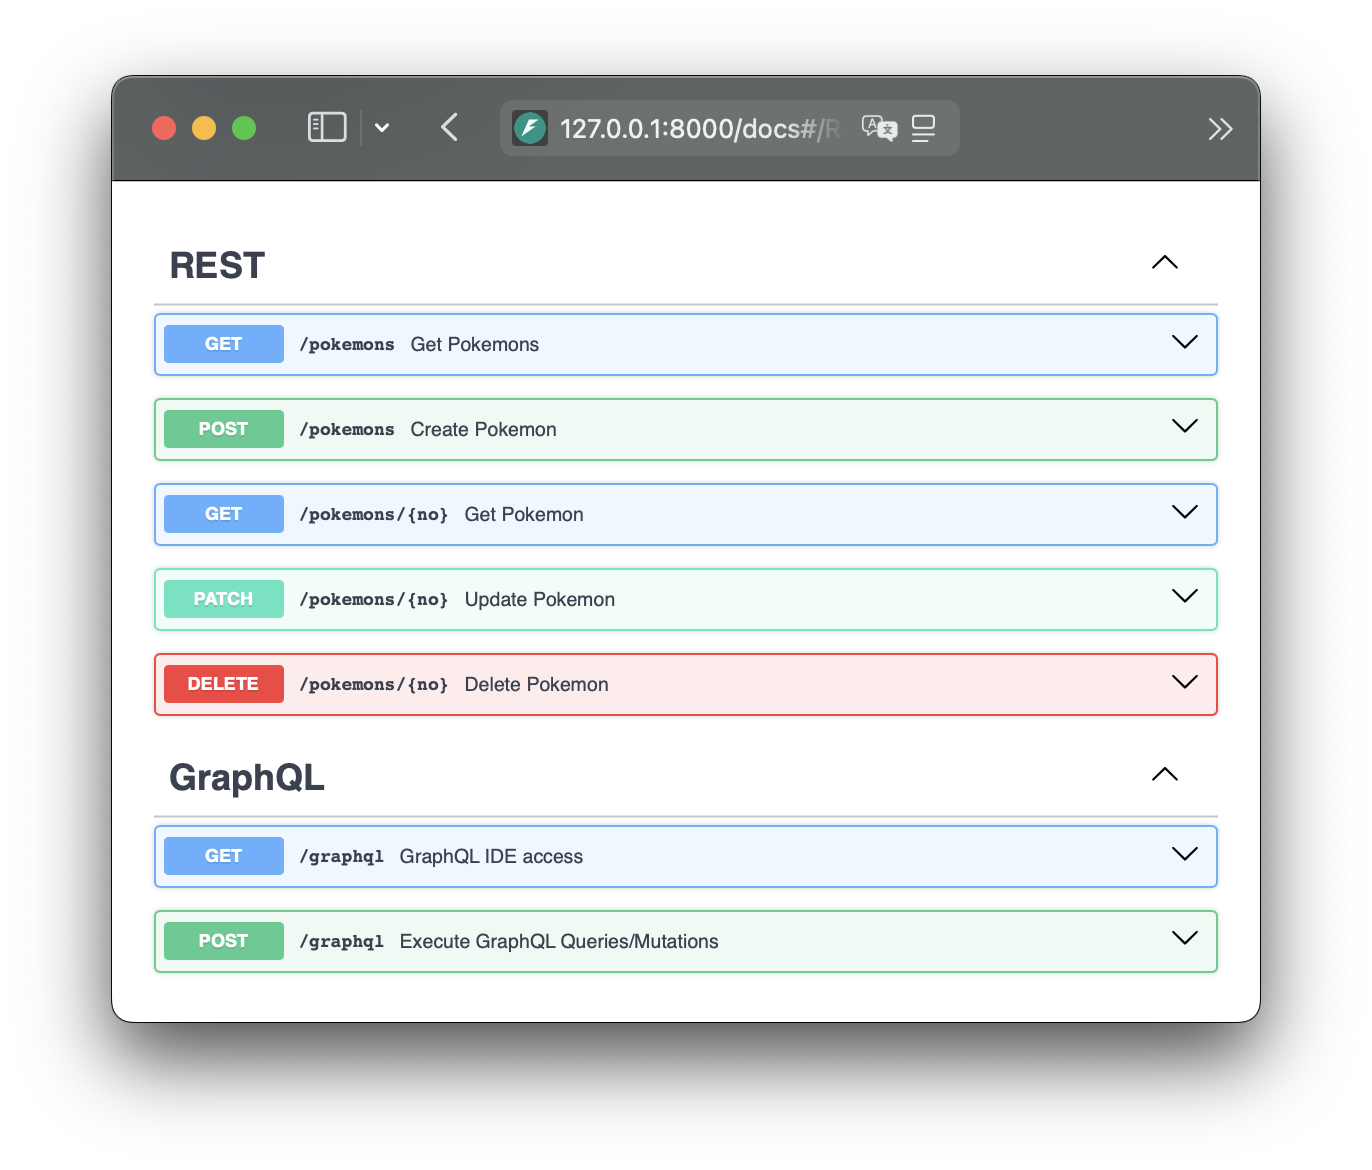 127.0.0.1:8000/docs#/R
REST
GET /pokemons Get Pokemons
POST /pokemons Create Pokemon
GET /pokemons/{no} Get Pokemon
PATCH /pokemons/{no} Update Pokemon
DELETE /pokemons/{no} Delete Pokemon
GraphQL
GET /graphql GraphQL IDE access
POST /graphql Execute GraphQL Queries/Mutations